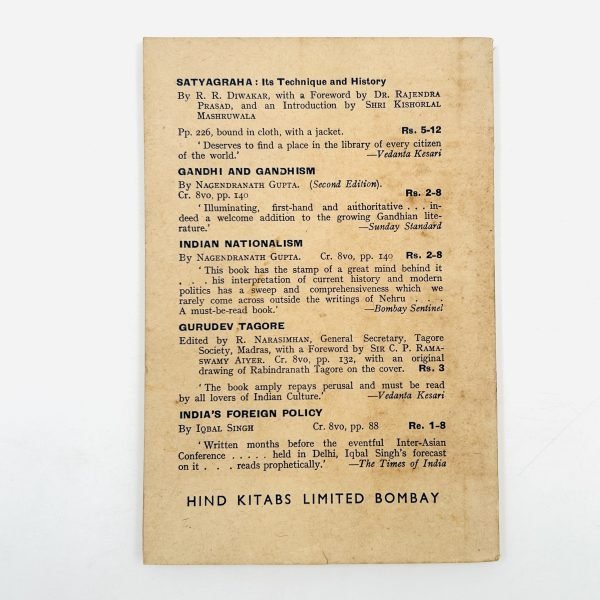 SATYAGRAHA : Its Technique and History
By R. R. DIWAKAR, with a Foreword by DR. RAJENDRA
PRASAD, and an Introduction by SHRI KISHORLAL
MASHRUWALA
Pp. 226, bound in cloth, with a jacket. Rs. 5-12
' Deserves to find a place in the library of every citizen
of the world.' —Vedanta Kesari
GANDHI AND GANDHISM
By NAGENDRANATH GUPTA. (Second Edition).
Cr. 8vo, pp. 140 Rs. 2-8
' Illuminating, first-hand and authoritative . . . in-
deed a welcome addition to the growing Gandhian lite-
rature.' —Sunday Standard
INDIAN NATIONALISM
By NAGENDRANATH GUPTA. Cr. 8vo, pp. 140 Rs. 2-8
' This book has the stamp of a great mind behind it
. . . his interpretation of current history and modern
politics has a sweep and comprehensiveness which we
rarely come across outside the writings of Nehru . . .
A must-be-read book.' —Bombay Sentinel
GURUDEV TAGORE
Edited by R. NARASIMHAN, General Secretary, Tagore
Society, Madras, with a Foreword by SIR C. P. RAMA-
SWAMY AIYER. Cr. 8vo, pp. 132, with an original
drawing of Rabindranath Tagore on the cover. Rs. 3
' The book amply repays perusal and must be read
by all lovers of Indian Culture.' —Vedanta Kesari
INDIA'S FOREIGN POLICY
By IQBAL SINGH Cr. 8vo, pp. 88 Re. 1-8
' Written months before the eventful Inter-Asian
Conference . . . . . held in Delhi, Iqbal Singh's forecast
on it . . . reads prophetically.' —The Times of India
HIND KITABS LIMITED BOMBAY